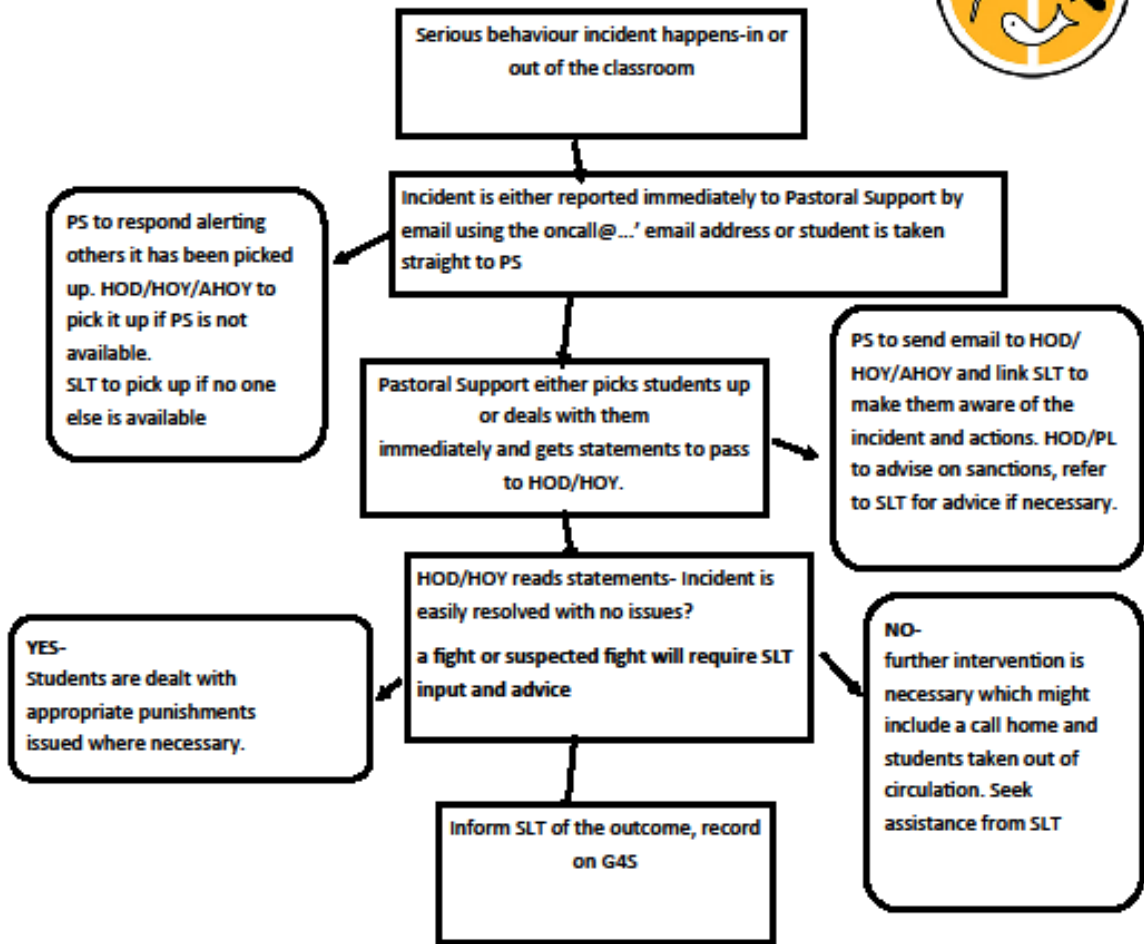 Serious behaviour incident happens-in or
out of the classroom
Incident is either reported immediately to Pastoral Support by
email using the oncall@...’ email address or student is taken
straight to PS
PS to respond alerting
others it has been picked
up. HOD/HOY/AHOY to
pick it up if PS is not
available.
SLT to pick up if no one
else is available
Pastoral Support either picks students up
or deals with them
immediately and gets statements to pass
to HOD/HOY.
PS to send email to HOD/
HOY/AHOY and link SLT to
make them aware of the
incident and actions. HOD/PL
to advise on sanctions, refer
to SLT for advice if necessary.
HOD/HOY reads statements- Incident is
easily resolved with no issues?
a fight or suspected fight will require SLT
input and advice
YES-
Students are dealt with
appropriate punishments
issued where necessary.
NO-
further intervention is
necessary which might
include a call home and
students taken out of
circulation. Seek
assistance from SLT
Inform SLT of the outcome, record
on G4S